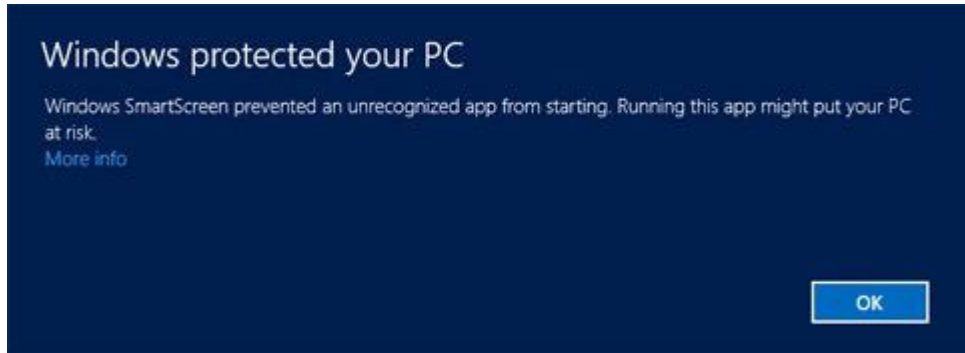 Windows protected your PC
Windows SmartScreen prevented an unrecognized app from starting. Running this app might put your PC
at risk.
More info
OK